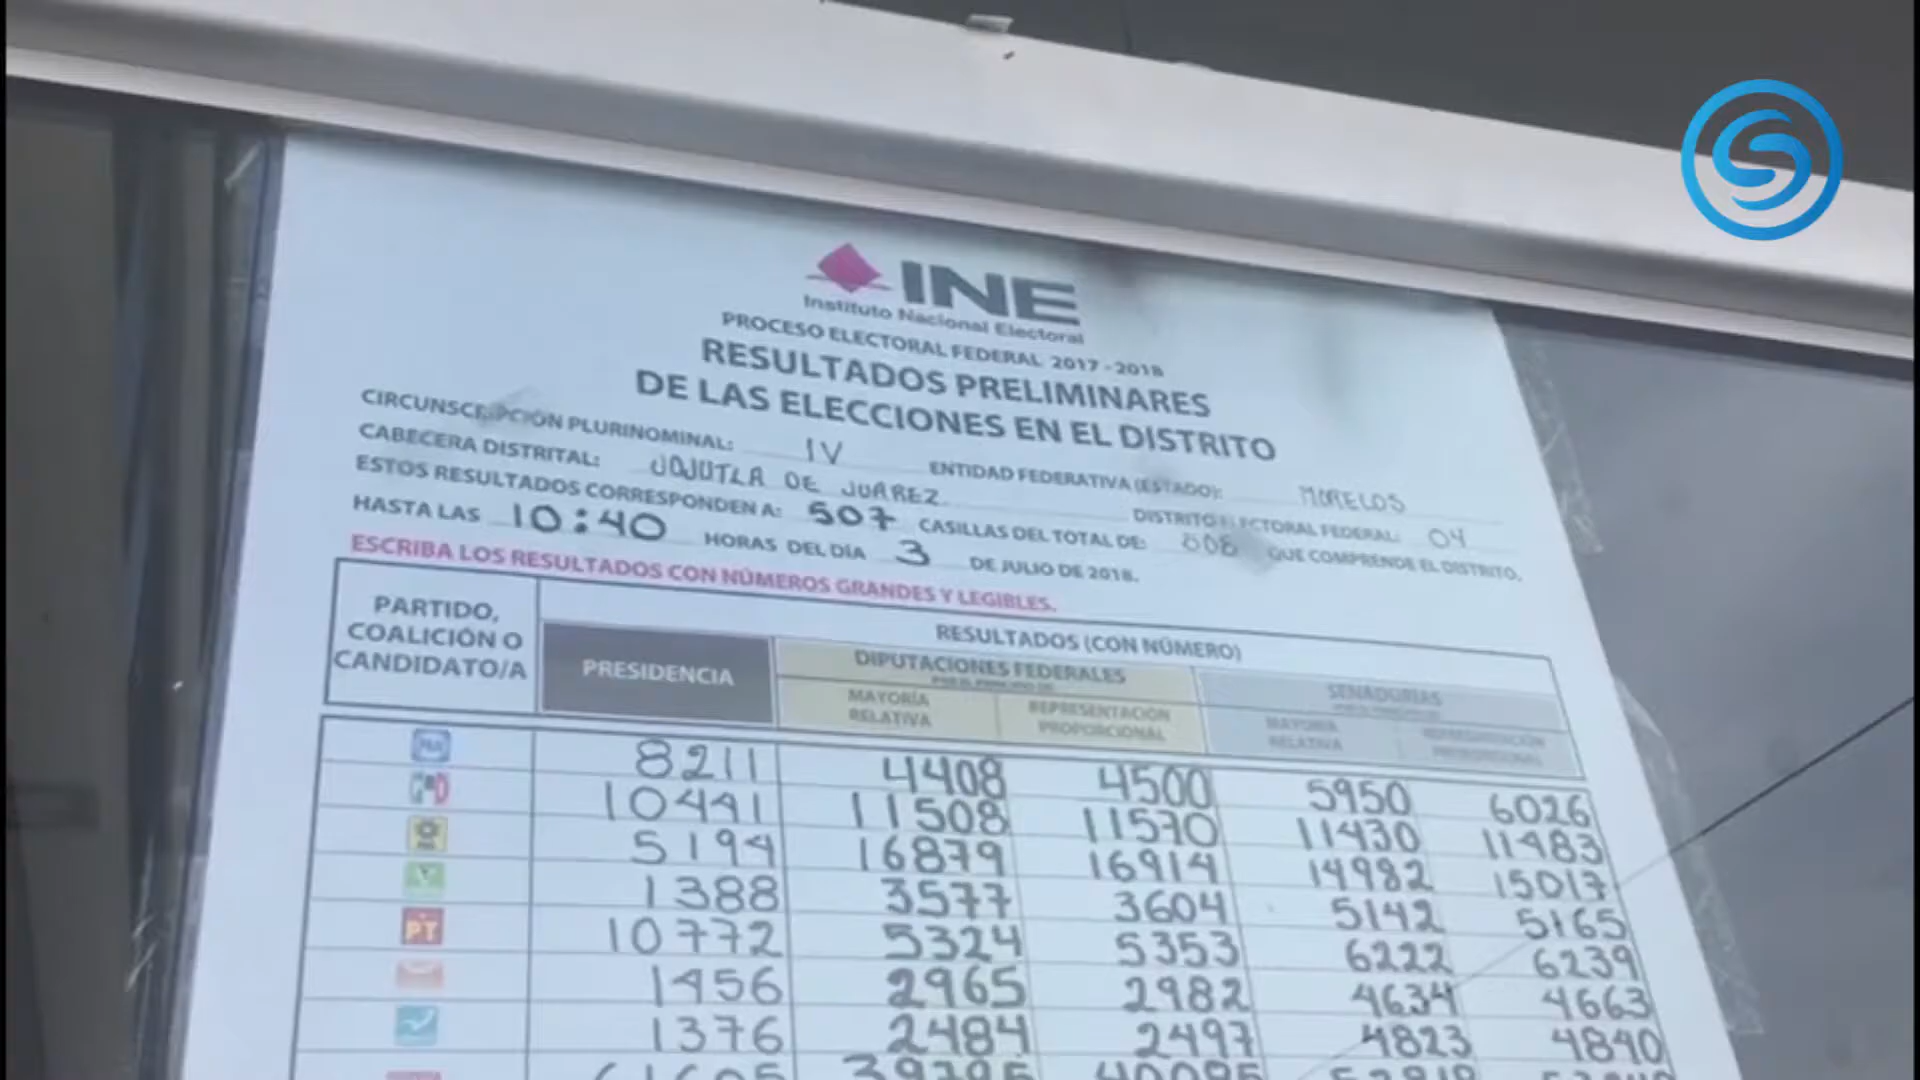 INE
Instituto Nacional Electoral
PROCESO ELECTORAL FEDERAL 2017 - 2018
RESULTADOS PRELIMINARES
DE LAS ELECCIONES EN EL DISTRITO
CIRCUNSCRIPCIÓN PLURINOMINAL: IV ENTIDAD FEDERATIVA (ESTADO): MORELOS
CABECERA DISTRITAL: JOJUTLA DE JUAREZ DISTRITO ELECTORAL FEDERAL: 04
ESTOS RESULTADOS CORRESPONDEN A: 507 CASILLAS DEL TOTAL DE: QUE COMPRENDE EL DISTRITO,
HASTA LAS 10:40 HORAS DEL DÍA 3 DE JULIO DE 2018.
ESCRIBA LOS RESULTADOS CON NÚMEROS GRANDES Y LEGIBLES.
PARTIDO, COALICIÓN O CANDIDATO/A
RESULTADOS (CON NÚMERO)
PRESIDENCIA DIPUTACIONES FEDERALES SENADURÍAS
MAYORÍA RELATIVA REPRESENTACIÓN PROPORCIONAL MAYORÍA RELATIVA REPRESENTACIÓN PROPORCIONAL
8211 4408 4500 5950 6026
10441 11508 11570 11430 11483
5194 16879 16914 14982 15017
1388 3577 3604 5142 5165
PT 10772 5324 5353 6222 6239
1456 2965 2982 4634 4663
1376 2484 2497 4823 4840